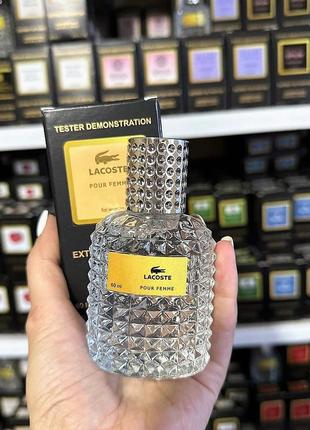 TESTER DEMONSTRATION
LACOSTE
POUR FEMME
EXT
LACOSTE
60 ml
POUR FEMME